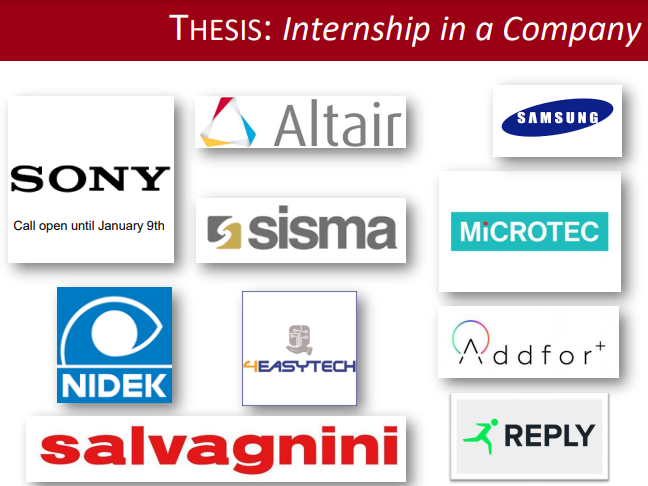 THESIS: Internship in a Company
SONY
Call open until January 9th
Altair
SAMSUNG
sisma
MiCROTEC
NIDEK
4EASYTECH
Addfor+
salvagnini
REPLY